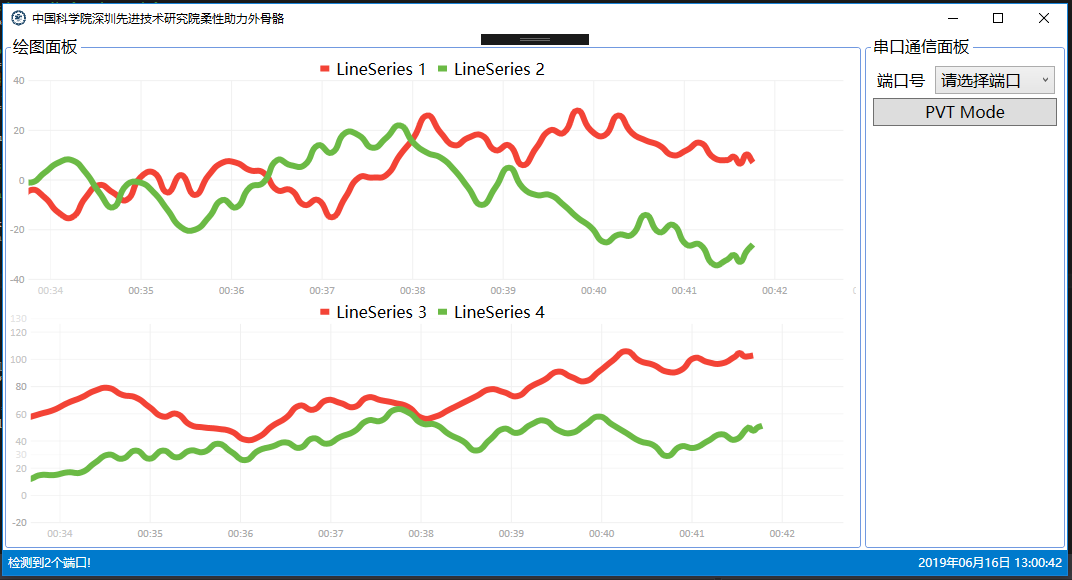 中国科学院深圳先进技术研究院柔性助力外骨骼
绘图面板
LineSeries 1 LineSeries 2
40
20
0
-20
-40
00:34 00:35 00:36 00:37 00:38 00:39 00:40 00:41 00:42
LineSeries 3 LineSeries 4
130
120
100
80
60
40
30
20
0
-20
00:34 00:35 00:36 00:37 00:38 00:39 00:40 00:41 00:42
串口通信面板
端口号 请选择端口
PVT Mode
检测到2个端口! 2019年06月16日 13:00:42